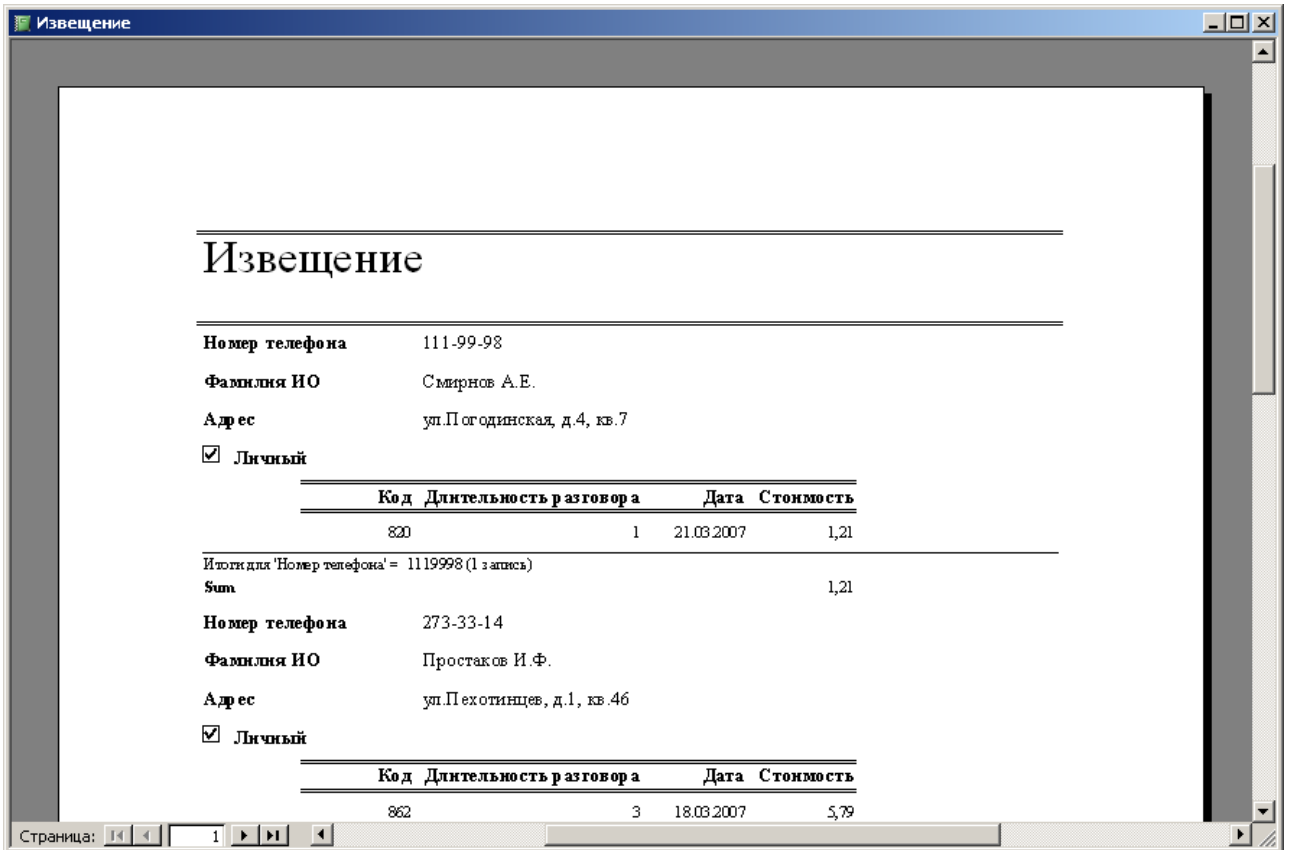 Извещение
Извещение
Номер телефона 111-99-98
Фамилия ИО Смирнов А.Е.
Адрес ул.Погодинская, д.4, кв.7
Личный
Код Длительность разговора Дата Стоимость
820 1 21.03.2007 1,21
Итоги для 'Номер телефона' = 1119998 (1 запись)
Sum 1,21
Номер телефона 273-33-14
Фамилия ИО Простаков И.Ф.
Адрес ул.Пехотинцев, д.1, кв.46
Личный
Код Длительность разговора Дата Стоимость
862 3 18.03.2007 5,79
Страница: 1